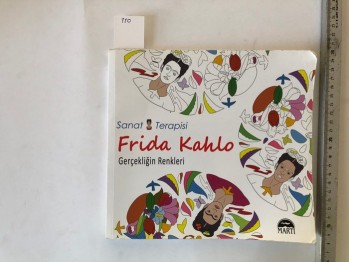 Sanat Terapisi
Frida Kahlo
Gerçekliğin Renkleri
MARTI